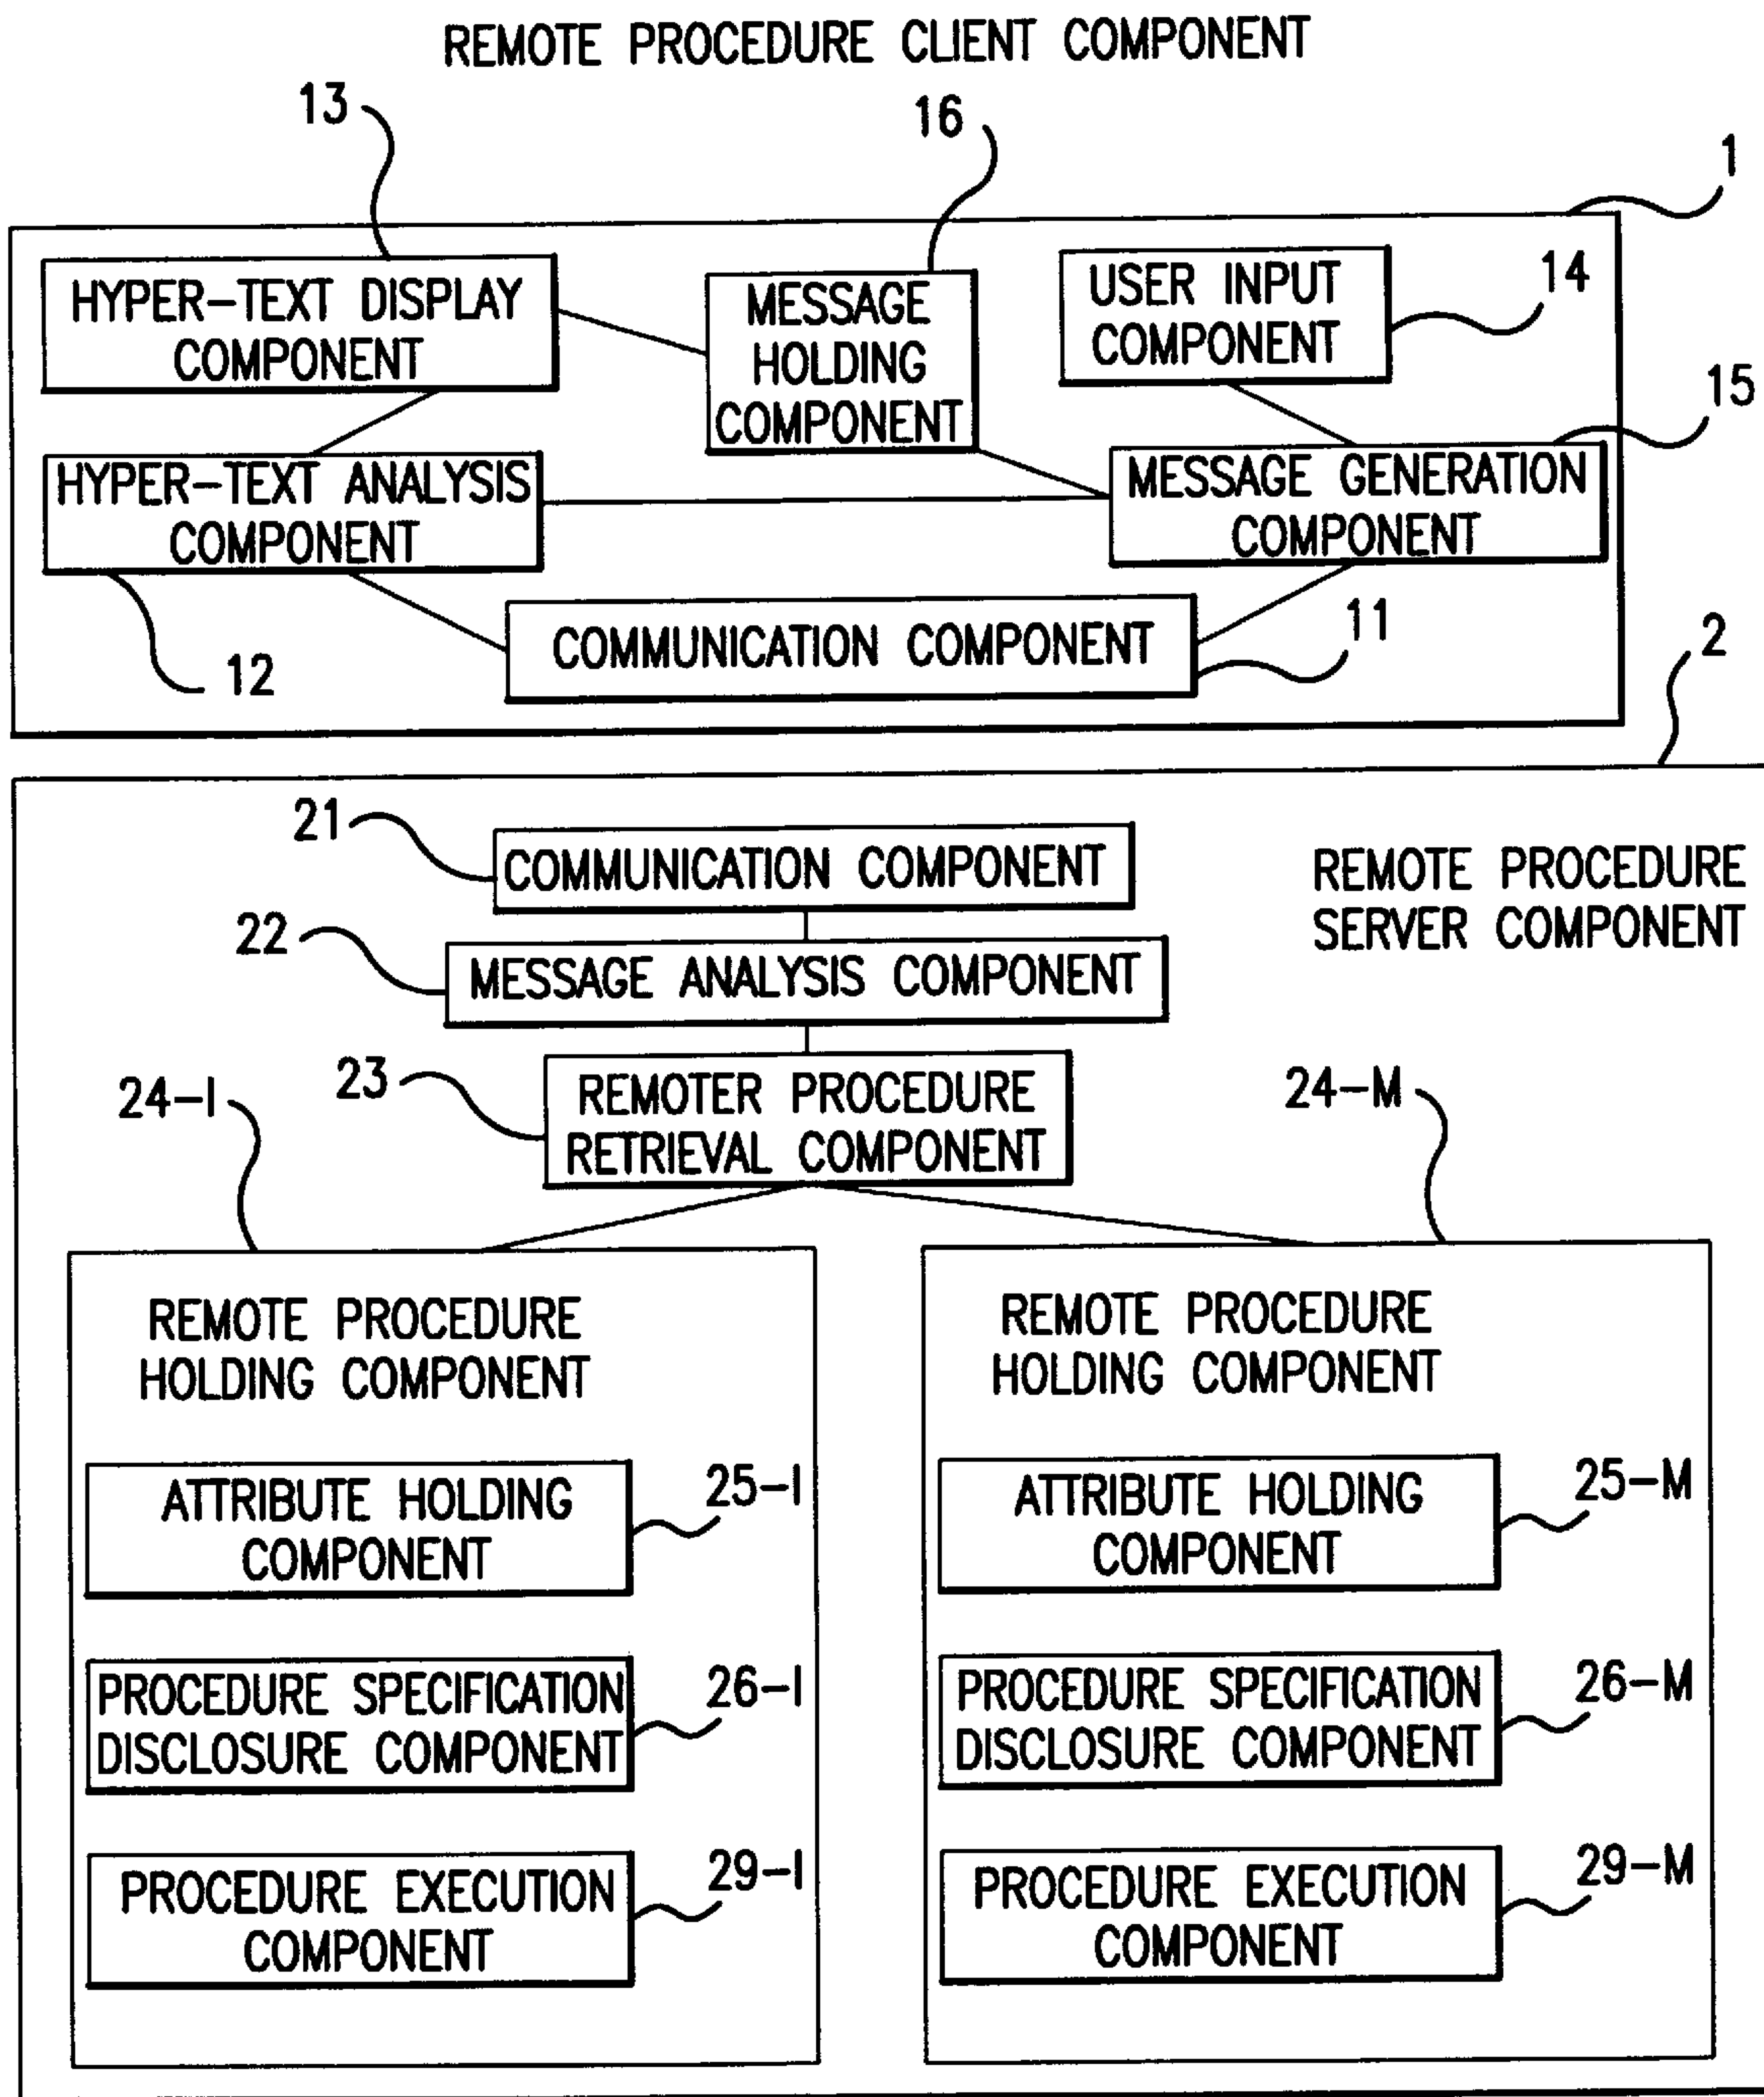 REMOTE PROCEDURE CLIENT COMPONENT
13
16
1
HYPER-TEXT DISPLAY
COMPONENT
MESSAGE
HOLDING
COMPONENT
USER INPUT
COMPONENT
14
15
HYPER-TEXT ANALYSIS
COMPONENT
MESSAGE GENERATION
COMPONENT
12
COMMUNICATION COMPONENT
11
2
21
COMMUNICATION COMPONENT
REMOTE PROCEDURE
SERVER COMPONENT
22
MESSAGE ANALYSIS COMPONENT
23
REMOTER PROCEDURE
RETRIEVAL COMPONENT
24-I
24-M
REMOTE PROCEDURE
HOLDING COMPONENT
ATTRIBUTE HOLDING
COMPONENT
25-I
PROCEDURE SPECIFICATION
DISCLOSURE COMPONENT
26-I
PROCEDURE EXECUTION
COMPONENT
29-I
REMOTE PROCEDURE
HOLDING COMPONENT
ATTRIBUTE HOLDING
COMPONENT
25-M
PROCEDURE SPECIFICATION
DISCLOSURE COMPONENT
26-M
PROCEDURE EXECUTION
COMPONENT
29-M